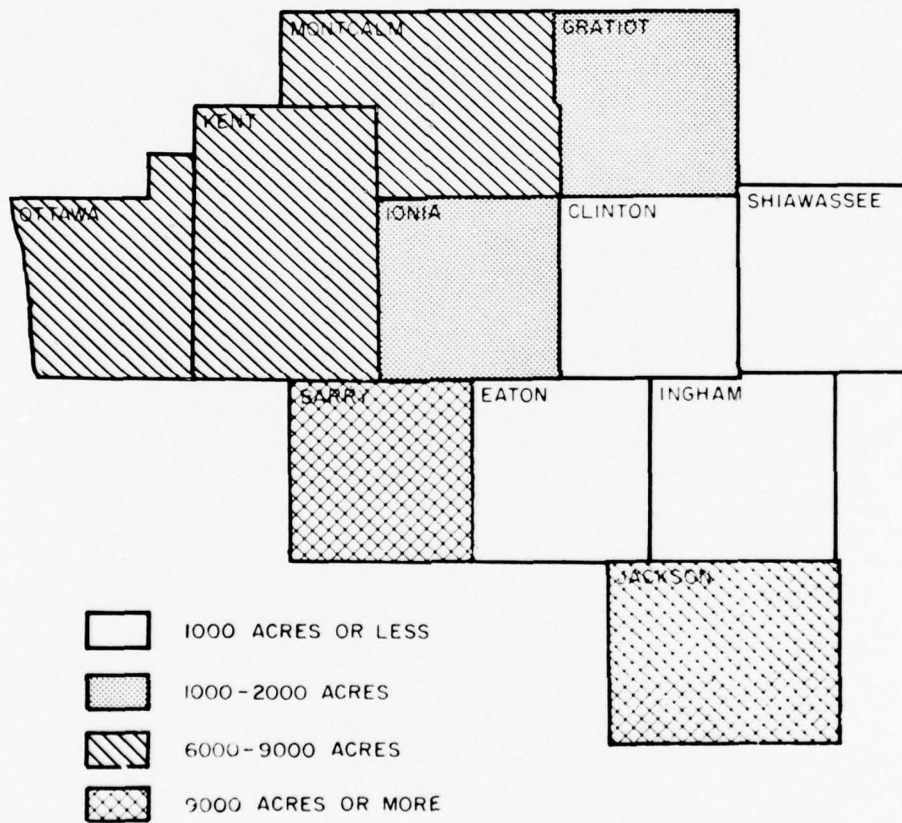 MONTCALM
GRATIOT
KENT
OTTAWA
IONIA
CLINTON
SHIAWASSEE
BARRY
EATON
INGHAM
JACKSON
1000 ACRES OR LESS
1000-2000 ACRES
6000-9000 ACRES
9000 ACRES OR MORE